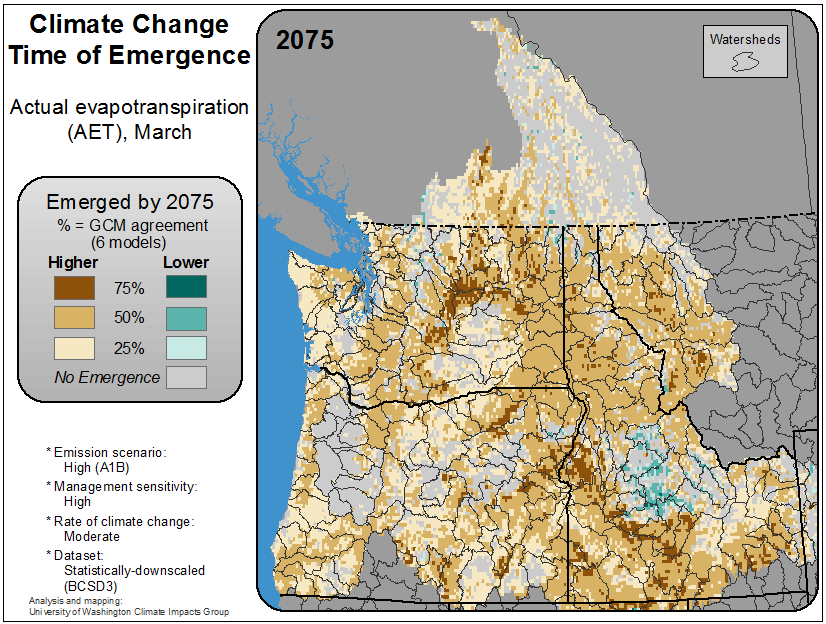 Climate Change
Time of Emergence
Actual evapotranspiration
(AET), March
2075
Watersheds
Emerged by 2075
% = GCM agreement
(6 models)
Higher Lower
75%
50%
25%
No Emergence
* Emission scenario:
High (A1B)
* Management sensitivity:
High
* Rate of climate change:
Moderate
* Dataset:
Statistically-downscaled
(BCSD3)
Analysis and mapping:
University of Washington Climate Impacts Group